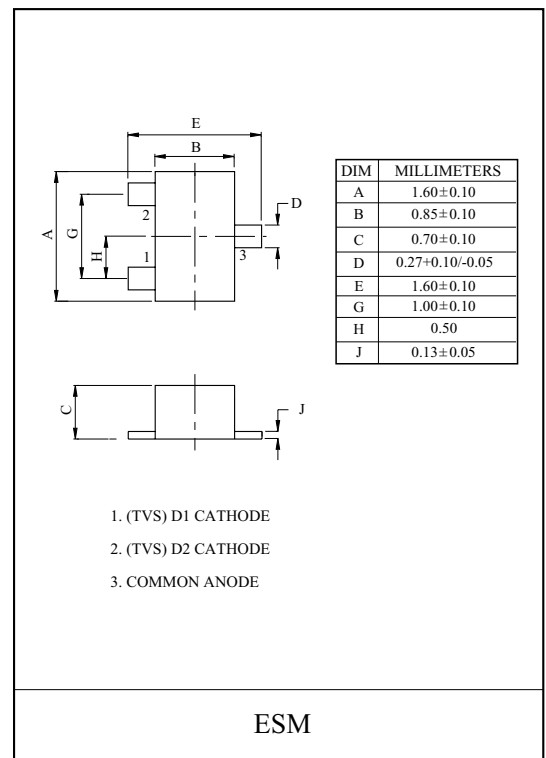 E
B
A
G
H
2
1
D
3
DIM MILLIMETERS
A 1.60±0.10
B 0.85±0.10
C 0.70±0.10
D 0.27+0.10/-0.05
E 1.60±0.10
G 1.00±0.10
H 0.50
J 0.13±0.05
C
J
1. (TVS) D1 CATHODE
2. (TVS) D2 CATHODE
3. COMMON ANODE
ESM